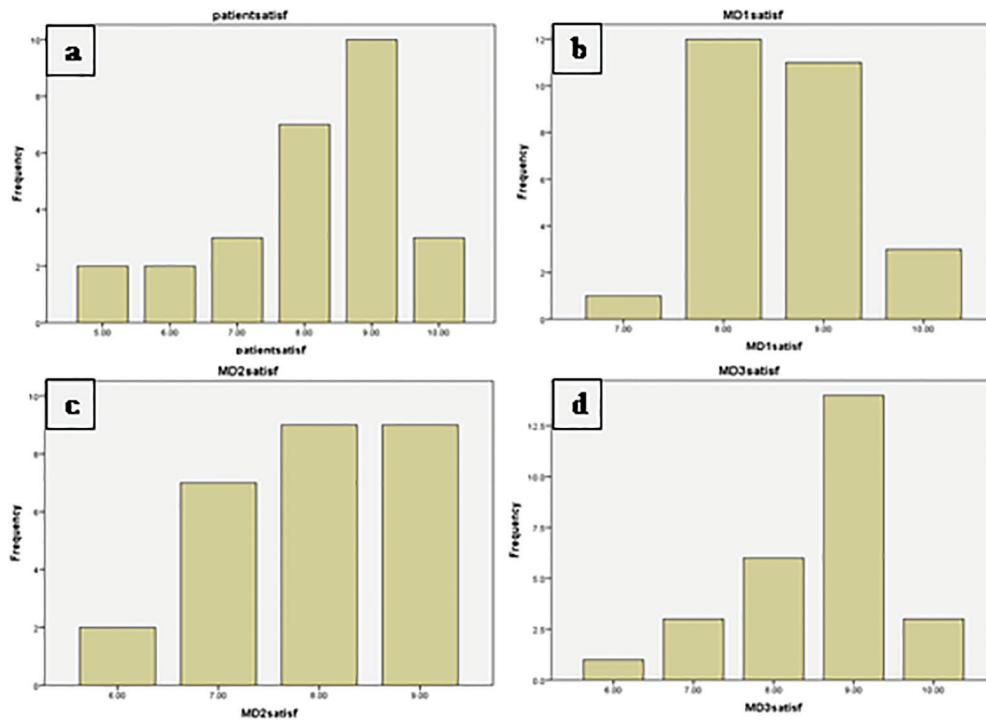 patientsatisf
a
10
8
6
4
2
0
Frequency
5.00 6.00 7.00 8.00 9.00 10.00
patientsatisf
MD1satisf
b
12
10
8
6
4
2
0
Frequency
7.00 8.00 9.00 10.00
MD1satisf
MD2satisf
c
10
8
6
4
2
0
Frequency
6.00 7.00 8.00 9.00
MD2satisf
MD3satisf
d
12.5
10.0
7.5
5.0
2.5
0.0
Frequency
6.00 7.00 8.00 9.00 10.00
MD3satisf